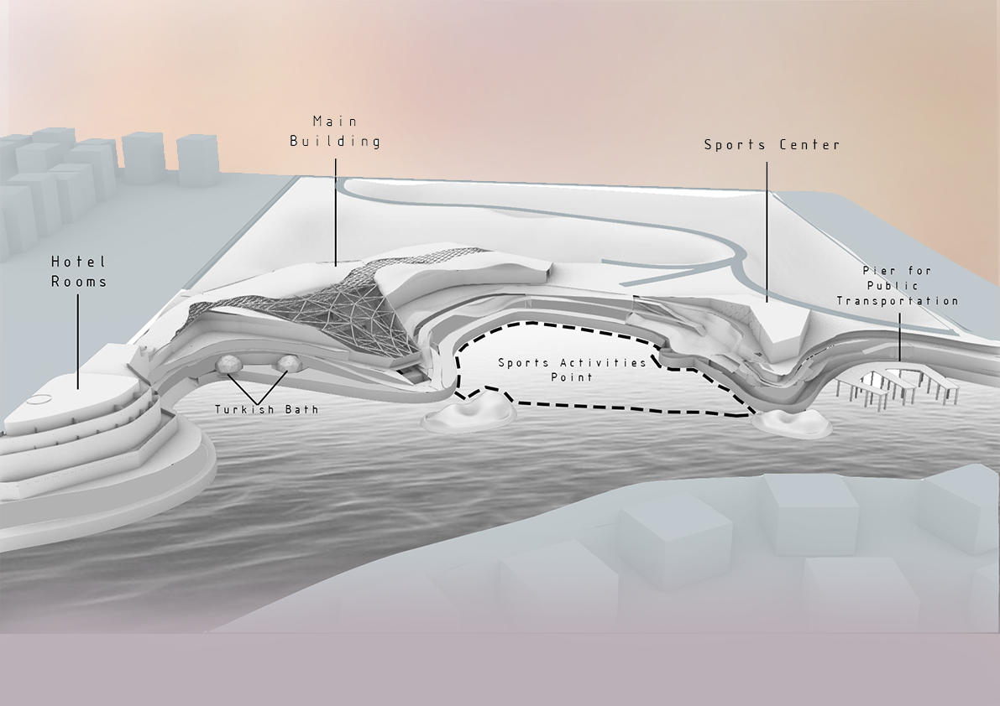 Main
Building
Sports Center
Hotel
Rooms
Pier for
Public
Transportation
Sports Activities
Point
Turkish Bath